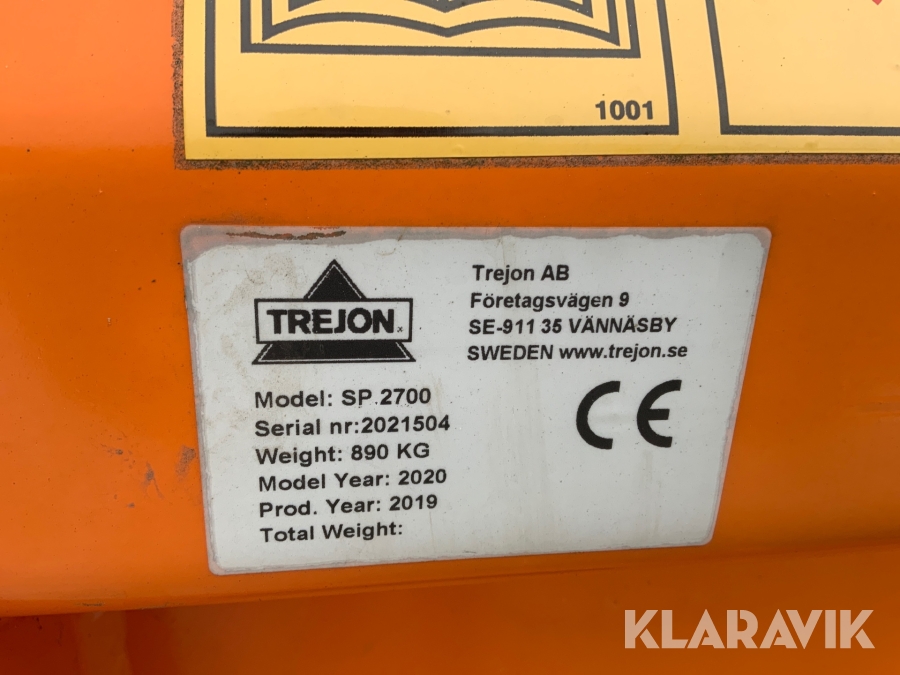 1001
TREJON
Trejon AB
Företagsvägen 9
SE-911 35 VÄNNÄSBY
SWEDEN www.trejon.se
Model: SP 2700
Serial nr:2021504
Weight: 890 KG
Model Year: 2020
Prod. Year: 2019
Total Weight:
CE
KLARAVIK